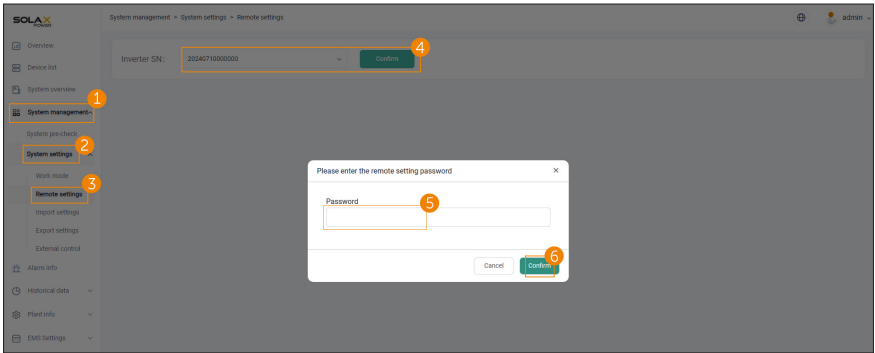 SOLAX
POWER
System management > System settings > Remote settings
admin
Overview
Device list
System overview
1
System management
System pre-check
2
System settings
Work mode
3
Remote settings
Import settings
Export settings
External control
Alarm info
Historical data
Plant info
EMS Settings
4
Inverter SN: 20240710000000 Confirm
Please enter the remote setting password ×
Password
5
6
Cancel Confirm